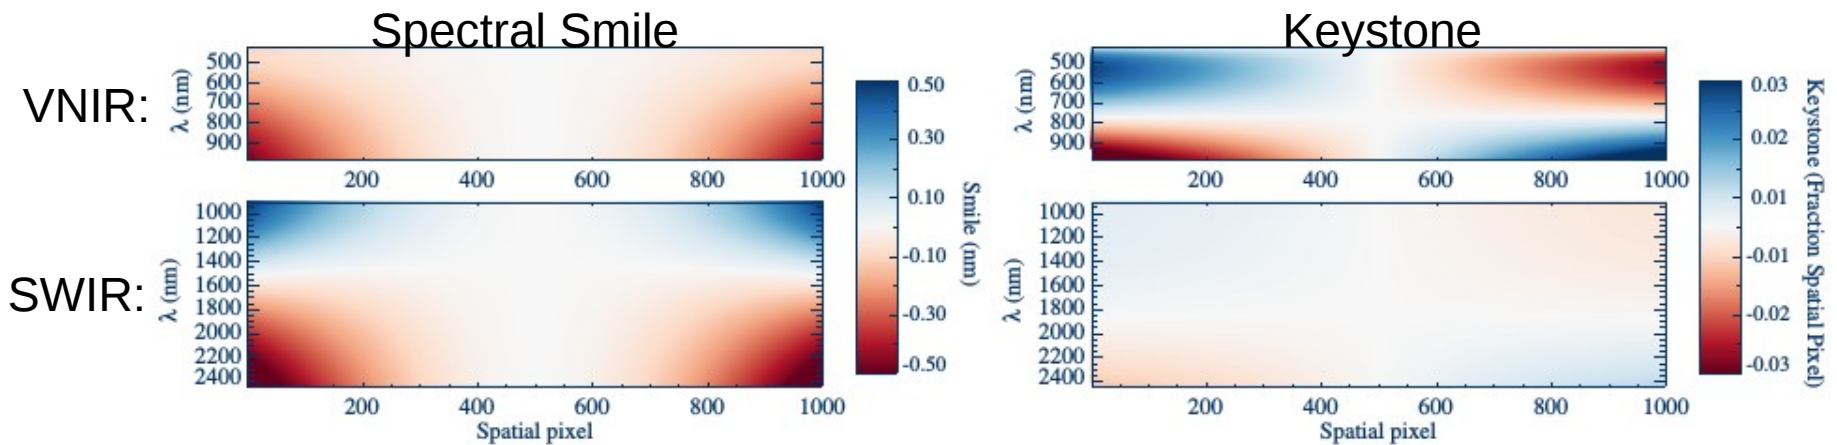 Spectral Smile
Keystone
VNIR:
λ (nm)
500
600
700
800
900
200 400 600 800 1000
λ (nm)
500
600
700
800
900
200 400 600 800 1000
SWIR:
λ (nm)
1000
1200
1400
1600
1800
2000
2200
2400
200 400 600 800 1000
Spatial pixel
0.50
0.30
0.10
-0.10
-0.30
-0.50
Smile (nm)
λ (nm)
1000
1200
1400
1600
1800
2000
2200
2400
200 400 600 800 1000
Spatial pixel
0.03
0.02
0.01
-0.01
-0.02
-0.03
Keystone (Fraction Spatial Pixel)